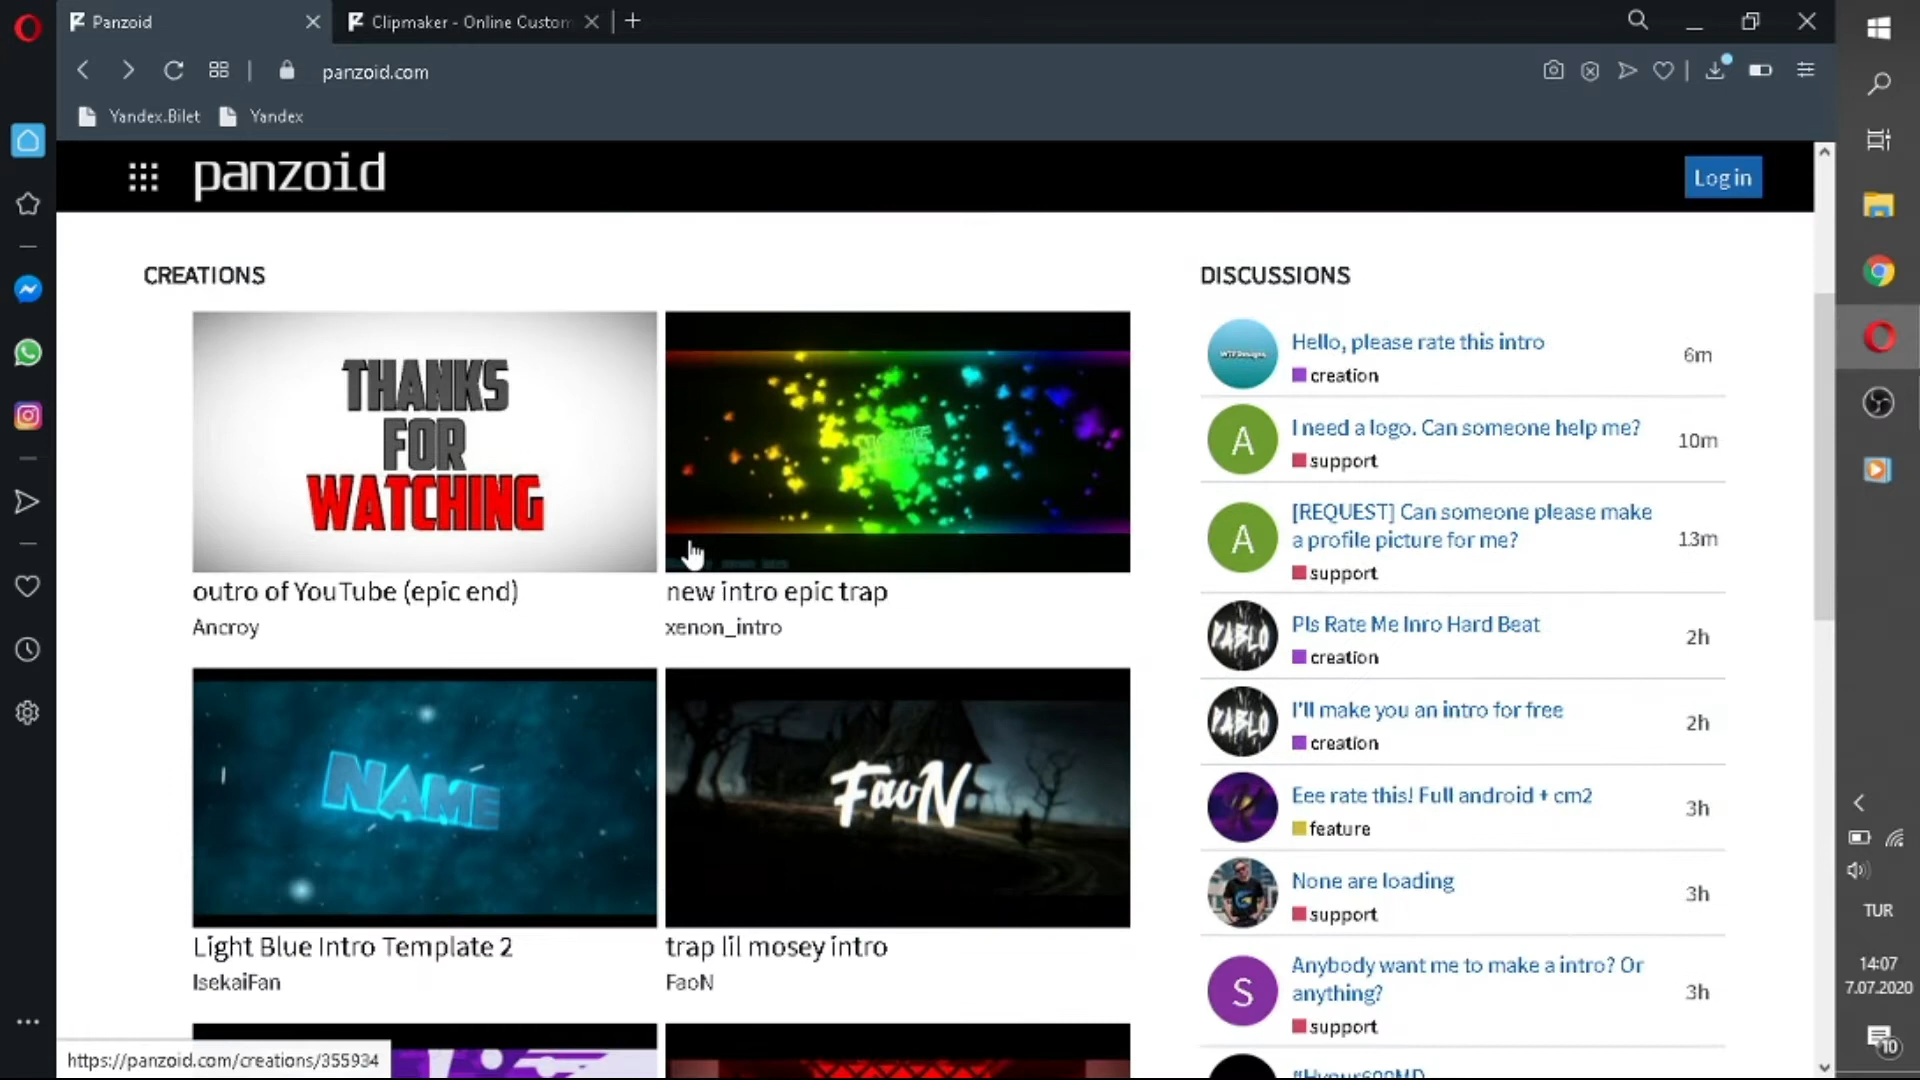 Panzoid
Clipmaker - Online Custom
panzoid.com
Yandex.Bilet
Yandex
panzoid
Log in
CREATIONS
THANKS
FOR
WATCHING
outro of YouTube (epic end)
Ancroy
new intro epic trap
xenon_intro
NAME
Light Blue Intro Template 2
IsekaiFan
FaoN
trap lil mosey intro
FaoN
DISCUSSIONS
Hello, please rate this intro
creation
6m
A
I need a logo. Can someone help me?
support
10m
A
[REQUEST] Can someone please make
a profile picture for me?
support
13m
PABLO
Pls Rate Me Inro Hard Beat
creation
2h
PABLO
I'll make you an intro for free
creation
2h
Eee rate this! Full android + cm2
feature
3h
None are loading
support
3h
S
Anybody want me to make a intro? Or
anything?
support
3h
https://panzoid.com/creations/355934
TUR
14:07
7.07.2020
10